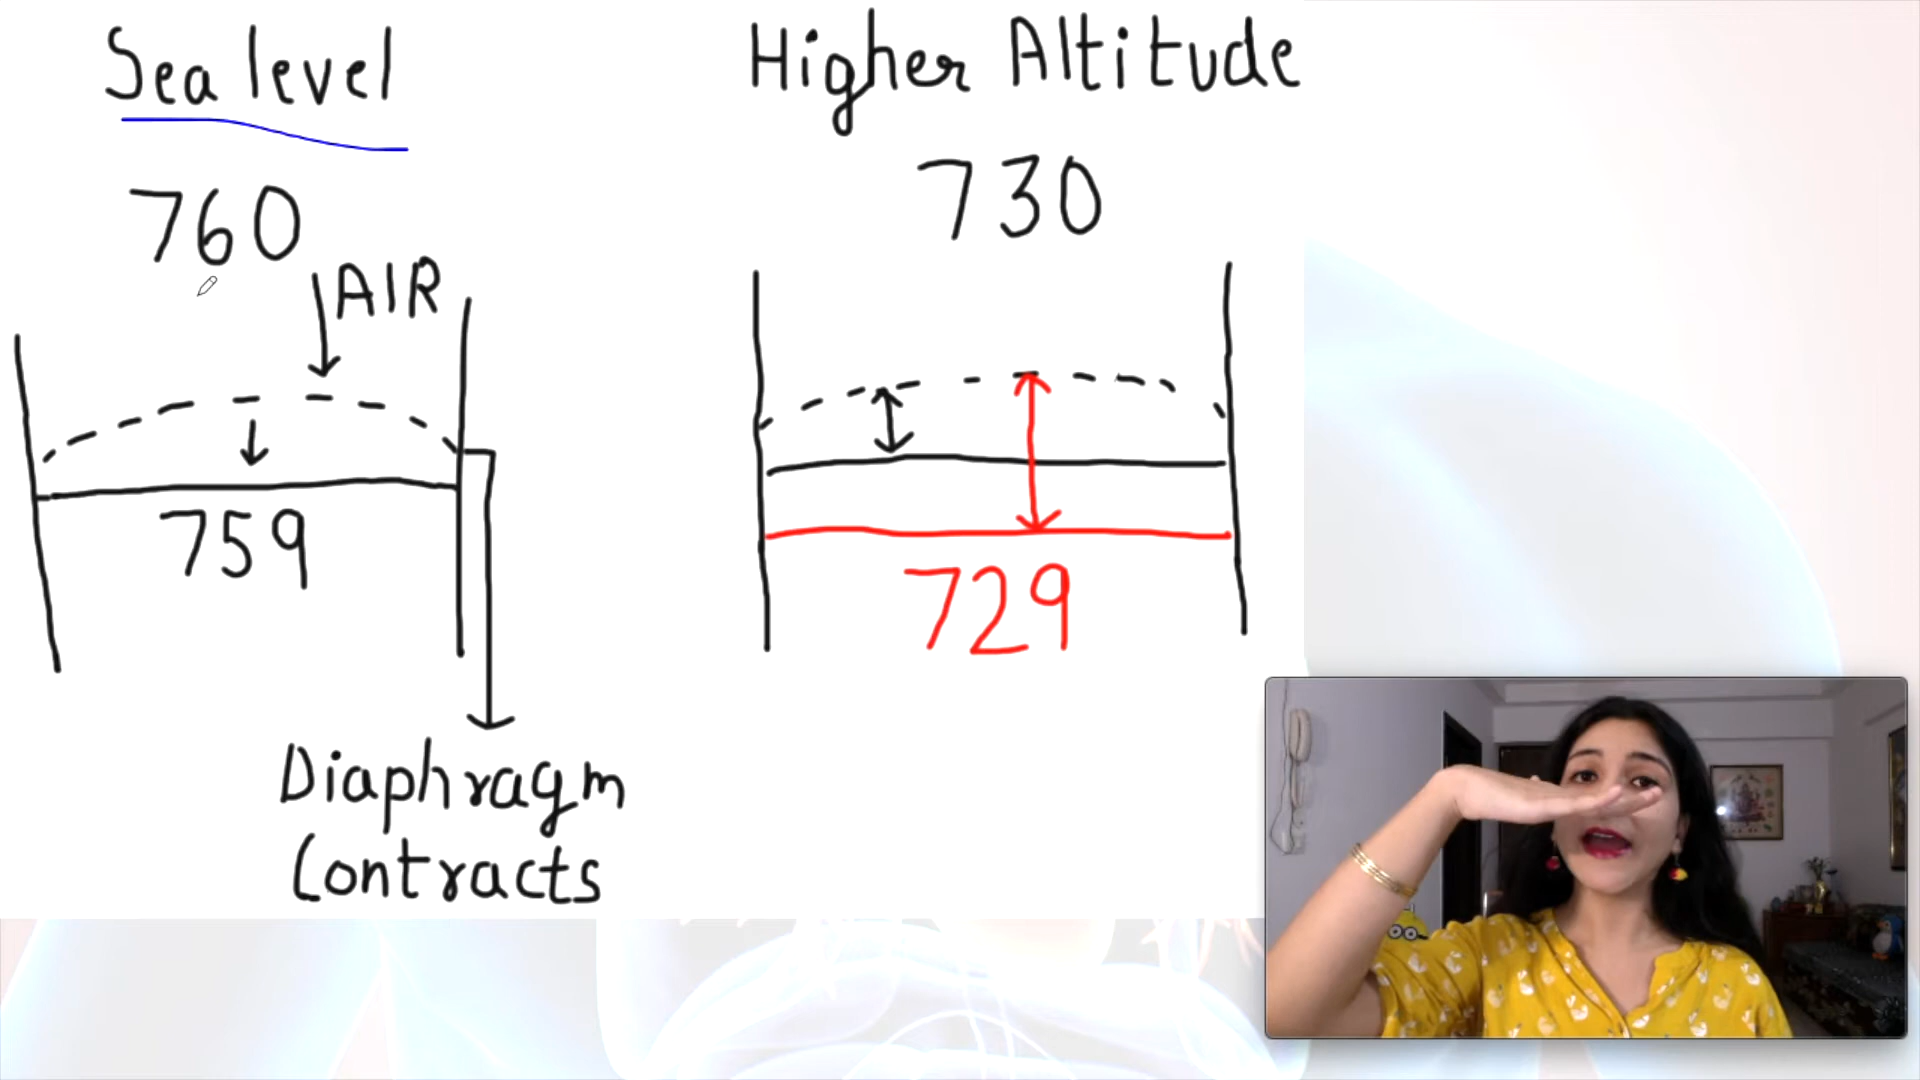 Sea level
760
AIR
759
Diaphragm
Contracts
Higher Altitude
730
729